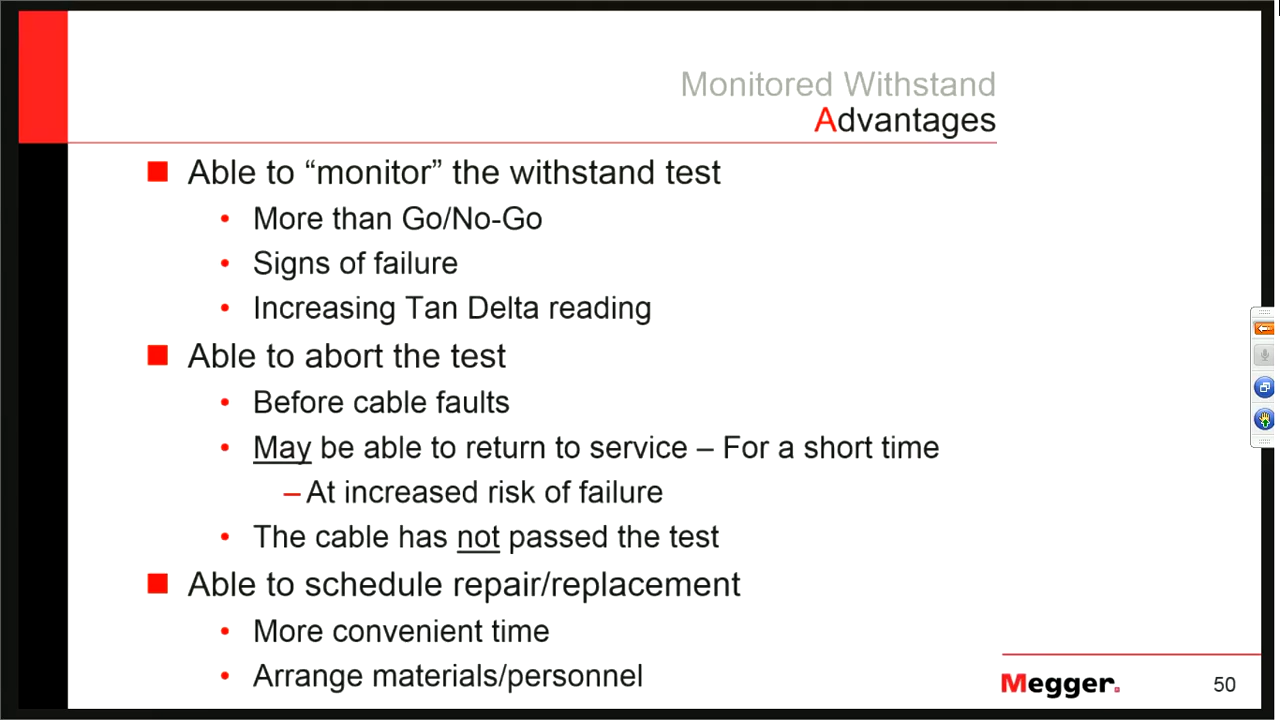 Monitored Withstand
Advantages
Able to “monitor” the withstand test
More than Go/No-Go
Signs of failure
Increasing Tan Delta reading
Able to abort the test
Before cable faults
May be able to return to service – For a short time
– At increased risk of failure
The cable has not passed the test
Able to schedule repair/replacement
More convenient time
Arrange materials/personnel
Megger.
50